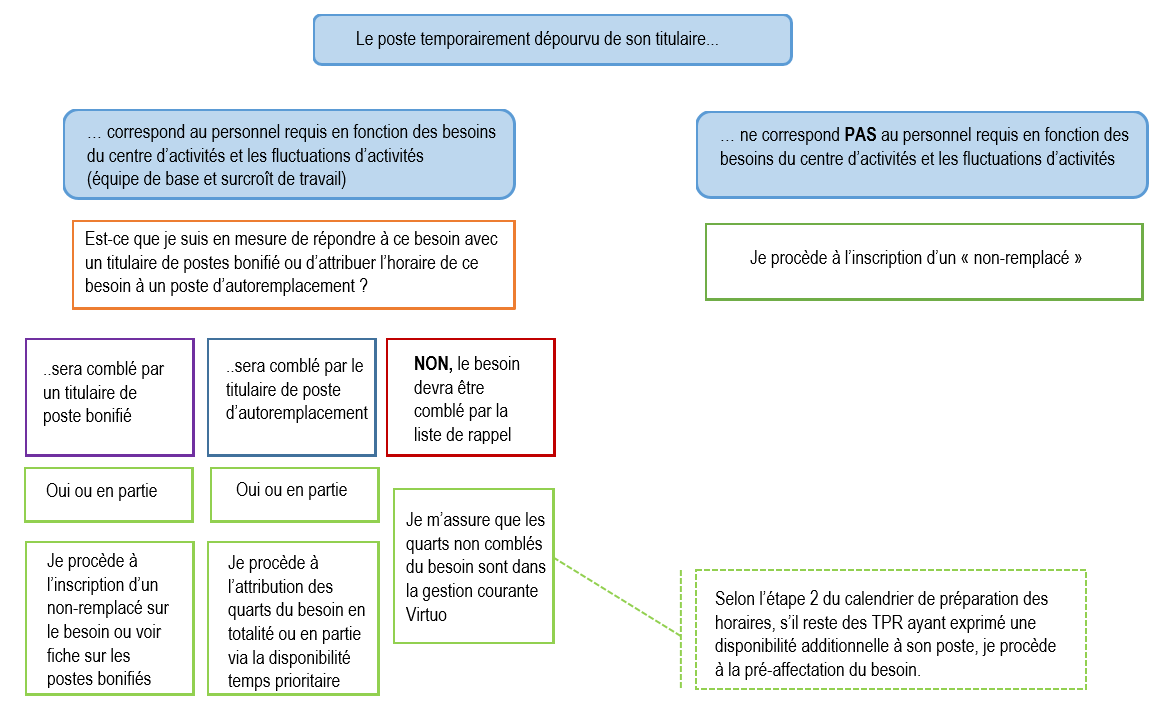 Le poste temporairement dépourvu de son titulaire...
… correspond au personnel requis en fonction des besoins
du centre d’activités et les fluctuations d’activités
(équipe de base et surcroît de travail)
… ne correspond PAS au personnel requis en fonction des
besoins du centre d’activités et les fluctuations d’activités
Est-ce que je suis en mesure de répondre à ce besoin avec
un titulaire de postes bonifié ou d’attribuer l’horaire de ce
besoin à un poste d’autoremplacement ?
Je procède à l’inscription d’un « non-remplacé »
..sera comblé par
un titulaire de
poste bonifié
..sera comblé par le
titulaire de poste
d’autoremplacement
NON, le besoin
devra être
comblé par la
liste de rappel
Oui ou en partie
Oui ou en partie
Je m’assure que les
quarts non comblés
du besoin sont dans
la gestion courante
Virtuo
Je procède à
l’inscription d’un
non-remplacé sur
le besoin ou voir
fiche sur les
postes bonifiés
Je procède à
l’attribution des
quarts du besoin en
totalité ou en partie
via la disponibilité
temps prioritaire
Selon l’étape 2 du calendrier de préparation des
horaires, s’il reste des TPR ayant exprimé une
disponibilité additionnelle à son poste, je procède
à la pré-affectation du besoin.